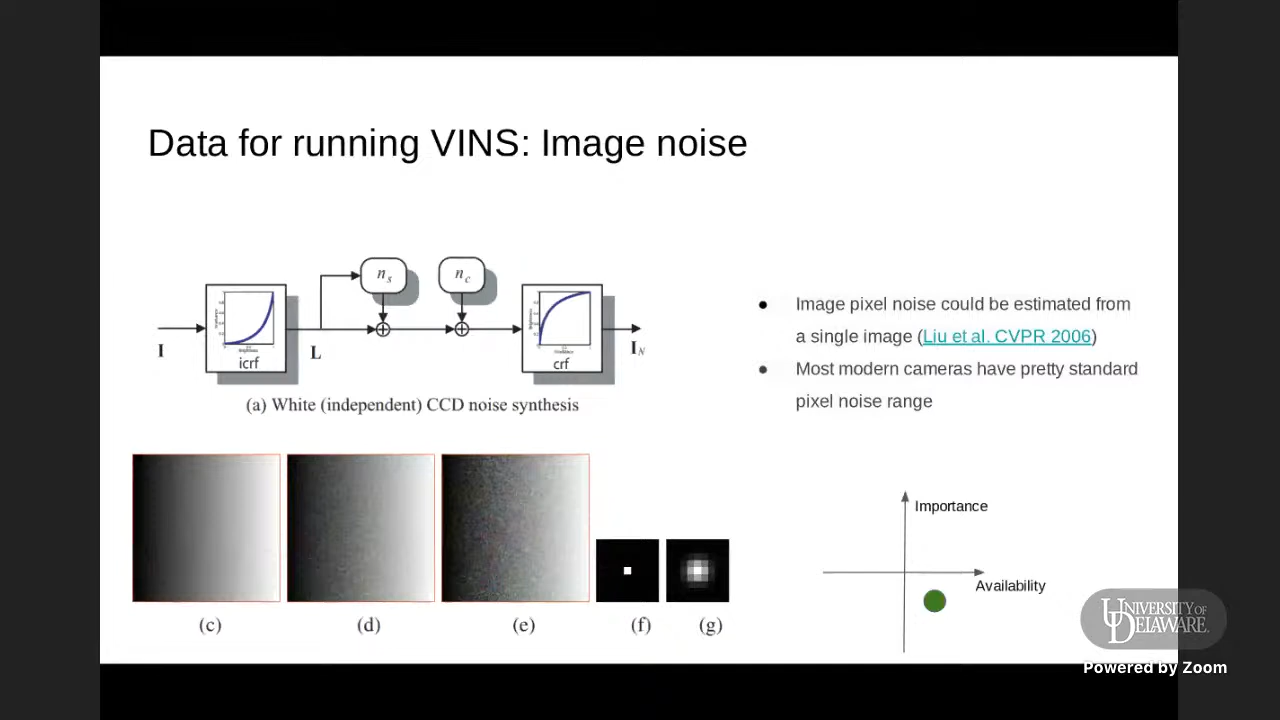 Data for running VINS: Image noise
n_s
n_c
I
icrf
L
crf
I_N
(a) White (independent) CCD noise synthesis
● Image pixel noise could be estimated from
a single image (Liu et al. CVPR 2006)
● Most modern cameras have pretty standard
pixel noise range
(c)
(d)
(e)
(f)
(g)
Importance
Availability
UNIVERSITY OF
DELAWARE.
Powered by Zoom